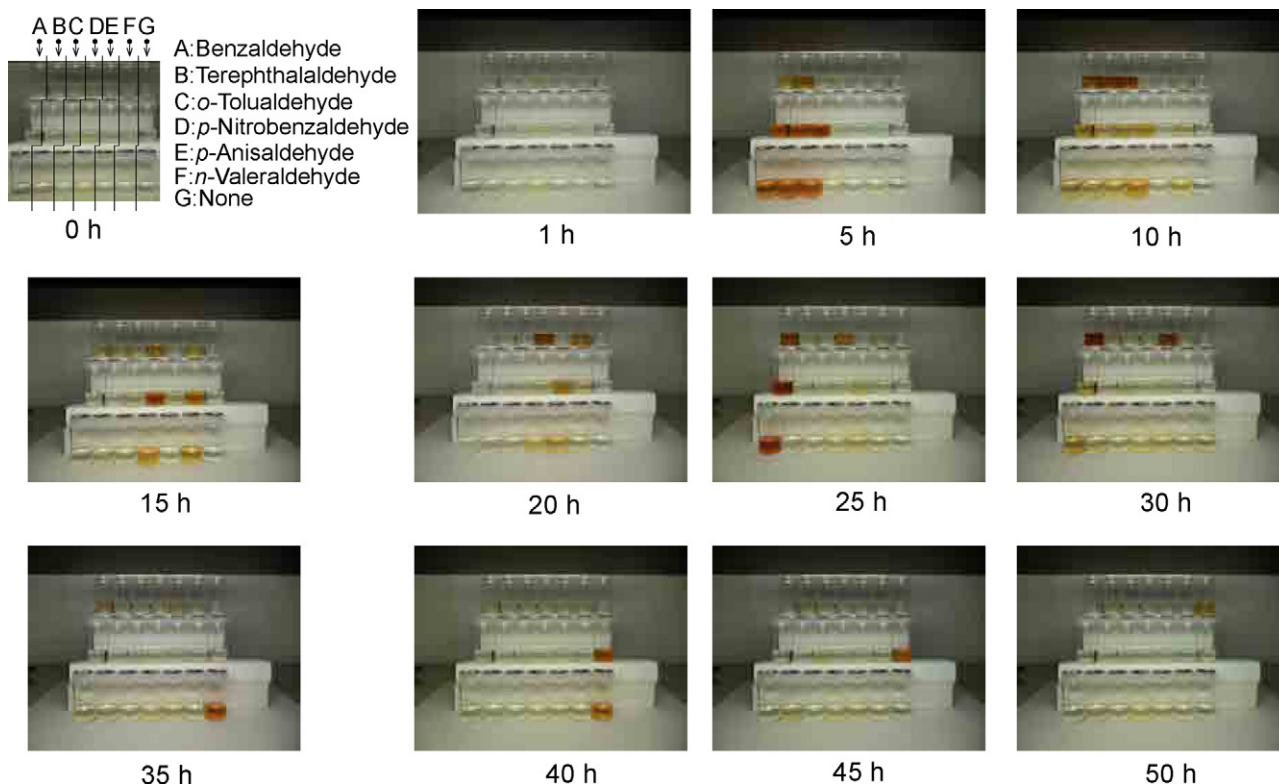 A B C D E F G
A:Benzaldehyde
B:Terephthalaldehyde
C:o-Tolualdehyde
D:p-Nitrobenzaldehyde
E:p-Anisaldehyde
F:n-Valeraldehyde
G:None
0 h
1 h
5 h
10 h
15 h
20 h
25 h
30 h
35 h
40 h
45 h
50 h